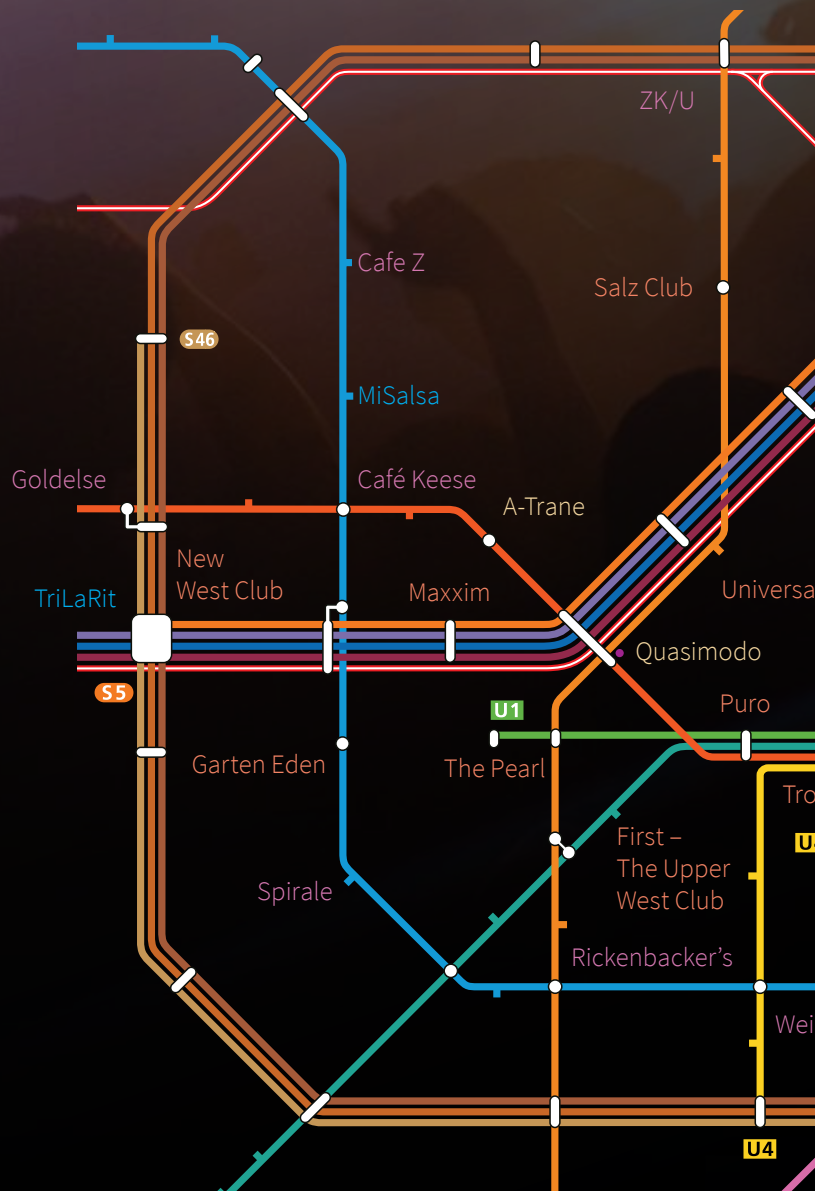 ZK/U
Cafe Z
Salz Club
S46
MiSalsa
Goldelse
Café Keese
A-Trane
New
West Club
TriLaRit
Maxxim
Universa
Quasimodo
S5
U1
Puro
Garten Eden
The Pearl
Tro
First –
The Upper
West Club
U
Spirale
Rickenbacker’s
Wei
U4